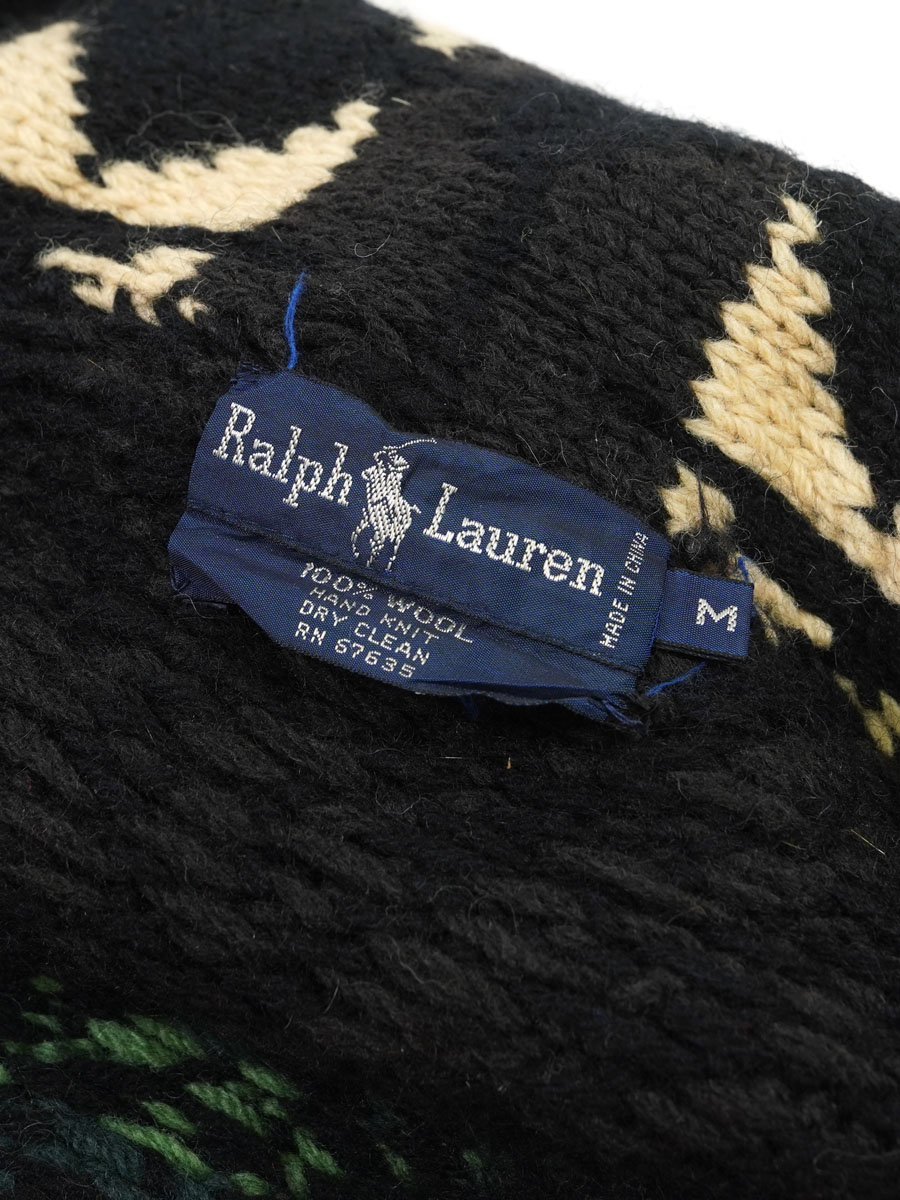 Ralph Lauren
MADE IN CHINA
M
100% WOOL
HAND KNIT
DRY CLEAN
RN 67635